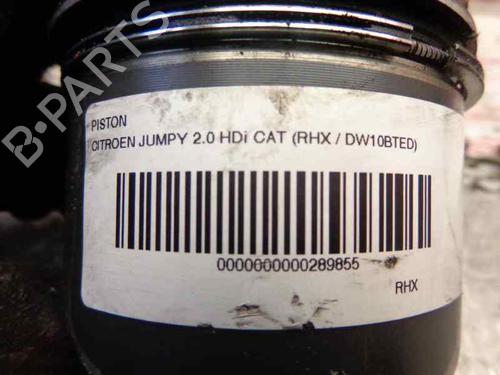 PISTON
CITROEN JUMPY 2.0 HDi CAT (RHX / DW10BTED)
0000000000289855
RHX
B-PARTS